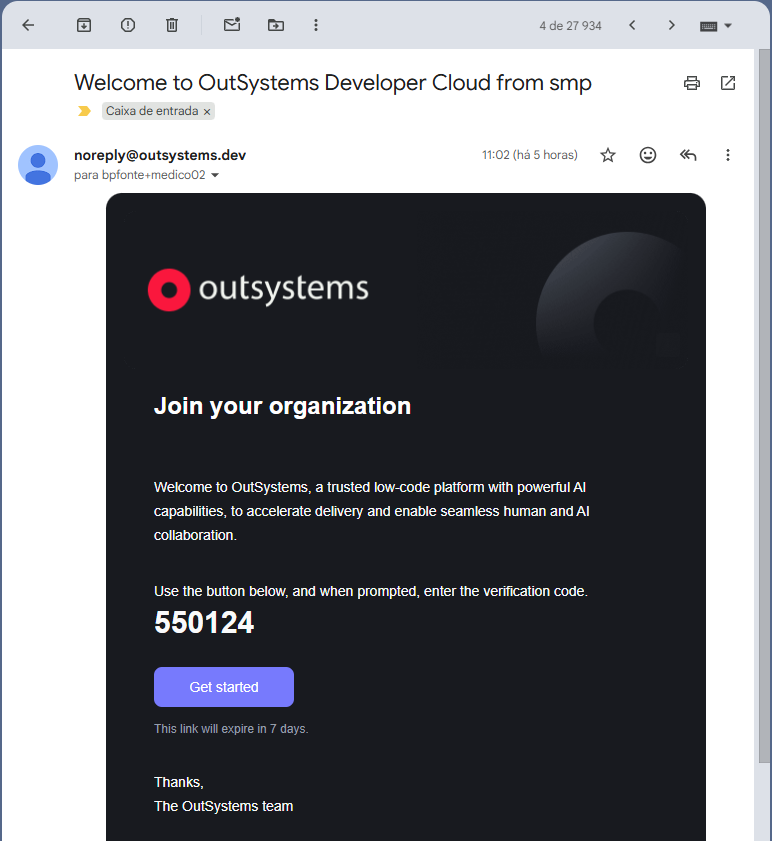 4 de 27 934
Welcome to OutSystems Developer Cloud from smp
Caixa de entrada ×
noreply@outsystems.dev
11:02 (há 5 horas)
para bpfonte+medico02
outsystems
Join your organization
Welcome to OutSystems, a trusted low-code platform with powerful AI
capabilities, to accelerate delivery and enable seamless human and AI
collaboration.
Use the button below, and when prompted, enter the verification code.
550124
Get started
This link will expire in 7 days.
Thanks,
The OutSystems team